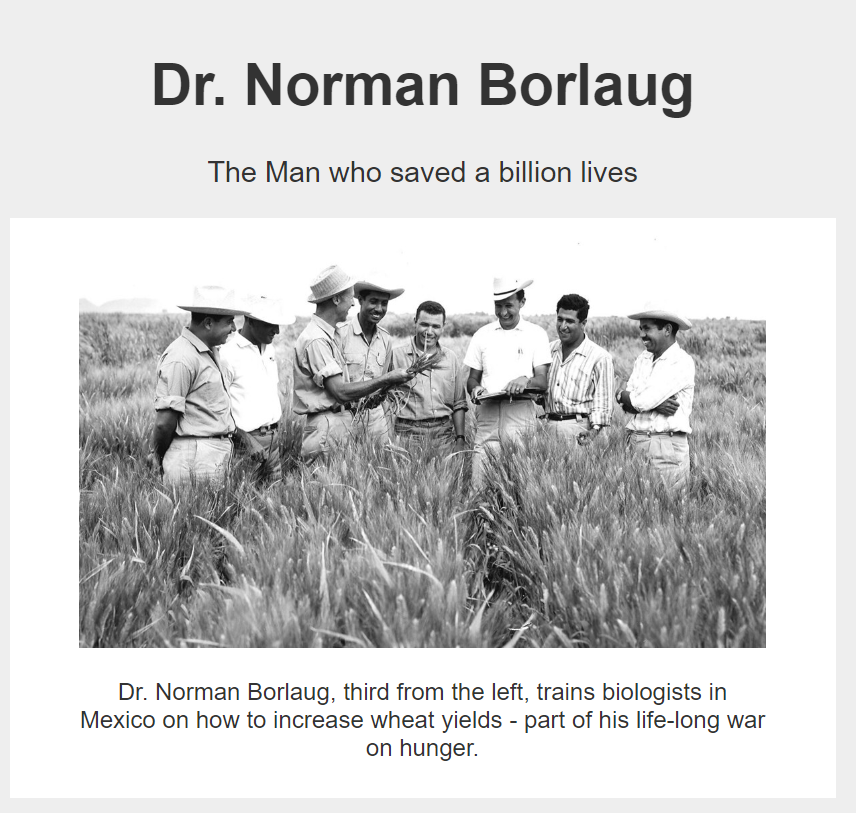 Dr. Norman Borlaug
The Man who saved a billion lives
Dr. Norman Borlaug, third from the left, trains biologists in
Mexico on how to increase wheat yields - part of his life-long war
on hunger.